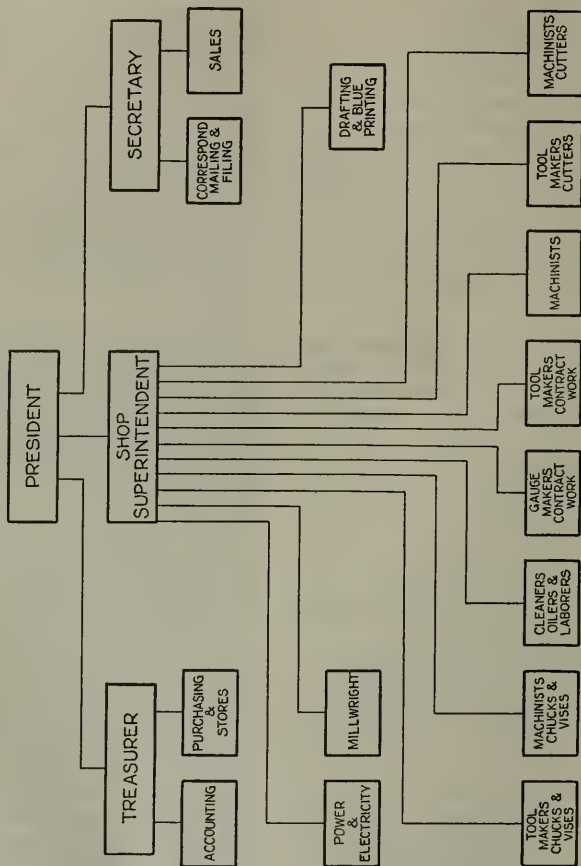 PRESIDENT
TREASURER
SHOP
SUPERINTENDENT
SECRETARY
ACCOUNTING
PURCHASING
&
STORES
CORRESPOND
MAILING &
FILING
SALES
POWER
&
ELECTRICITY
MILLWRIGHT
DRAFTING
& BLUE
PRINTING
TOOL
MAKERS
CHUCKS &
VISES
MACHINISTS
CHUCKS &
VISES
CLEANERS
OILERS &
LABORERS
GAUGE
MAKERS
CONTRACT
WORK
TOOL
MAKERS
CONTRACT
WORK
MACHINISTS
TOOL
MAKERS
CUTTERS
MACHINISTS
CUTTERS